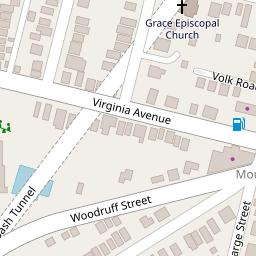 Grace Episcopal
Church
Volk Road
Virginia Avenue
Mou
Woodruff Street
ash Tunnel
arge Street